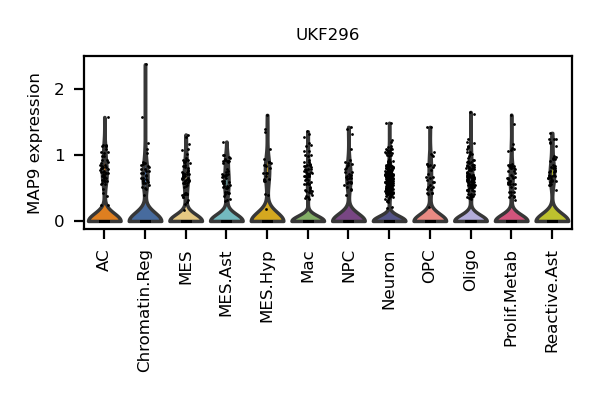 UKF296
MAP9 expression
2
1
0
AC
Chromatin.Reg
MES
MES.Ast
MES.Hyp
Mac
NPC
Neuron
OPC
Oligo
Prolif.Metab
Reactive.Ast